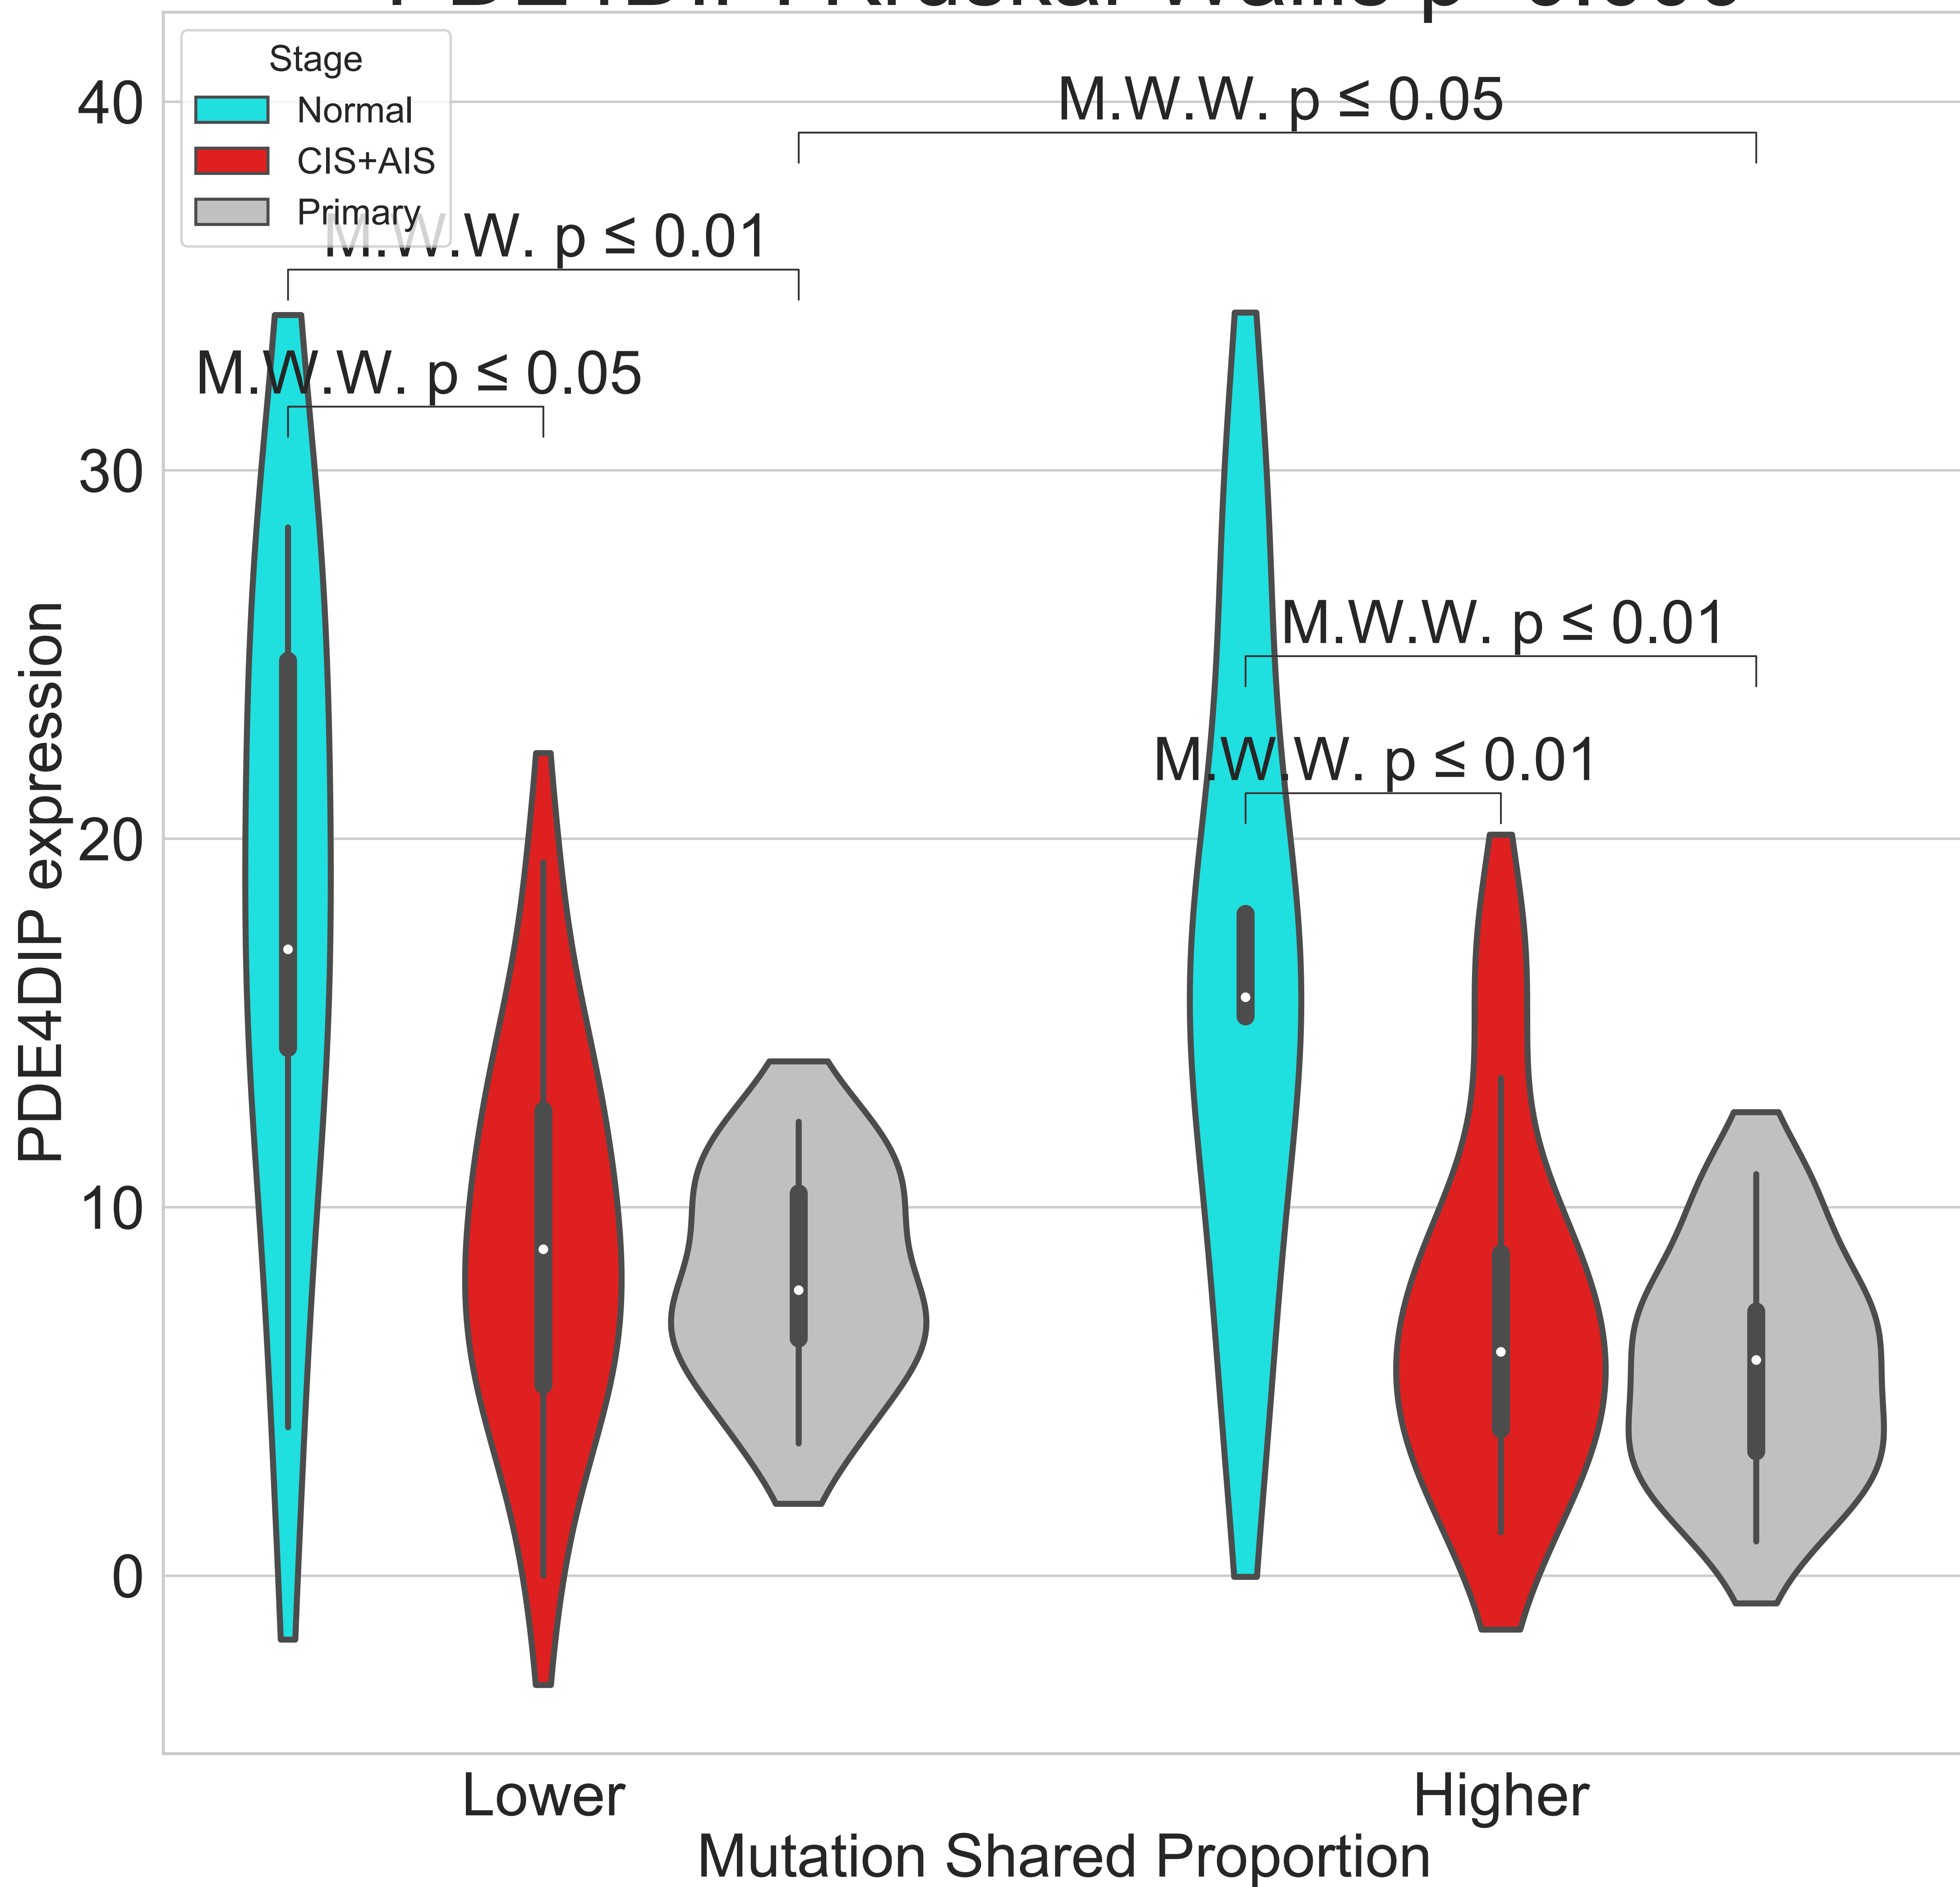 Stage
Normal
CIS+AIS
Primary
M.W.W. p ≤ 0.05
M.W.W. p ≤ 0.01
M.W.W. p ≤ 0.05
M.W.W. p ≤ 0.01
M.W.W. p ≤ 0.01
40
30
20
10
0
PDE4DIP expression
Lower
Higher
Mutation Shared Proportion